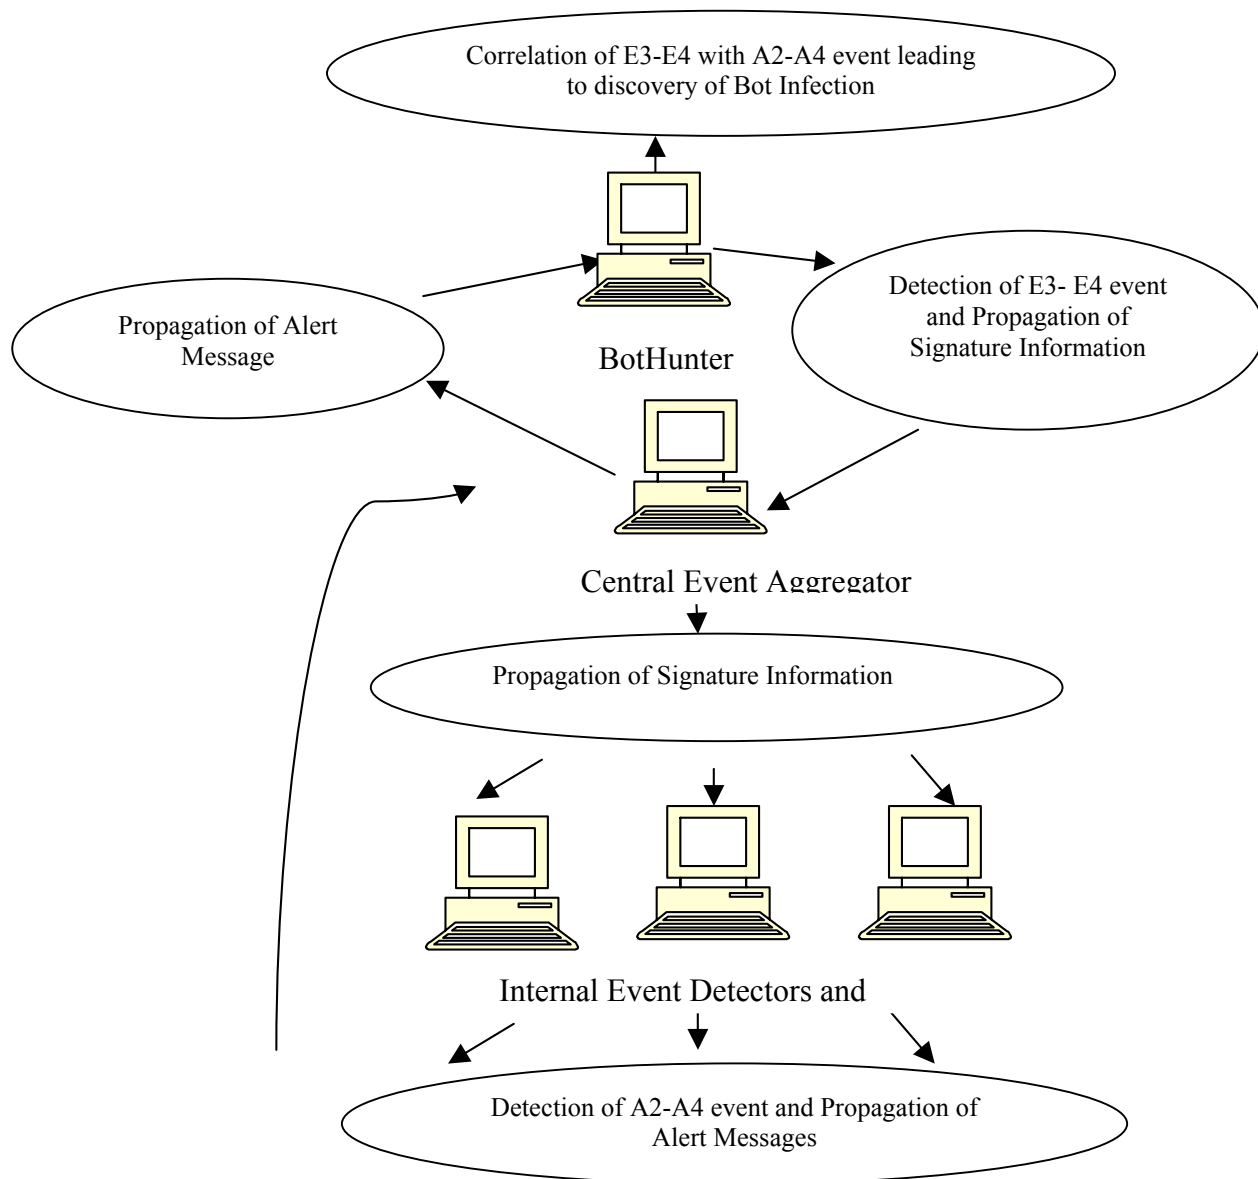 Correlation of E3-E4 with A2-A4 event leading
to discovery of Bot Infection
Detection of E3- E4 event
and Propagation of
Signature Information
Propagation of Alert
Message
BotHunter
Central Event Aggregator
Propagation of Signature Information
Internal Event Detectors and
Detection of A2-A4 event and Propagation of
Alert Messages